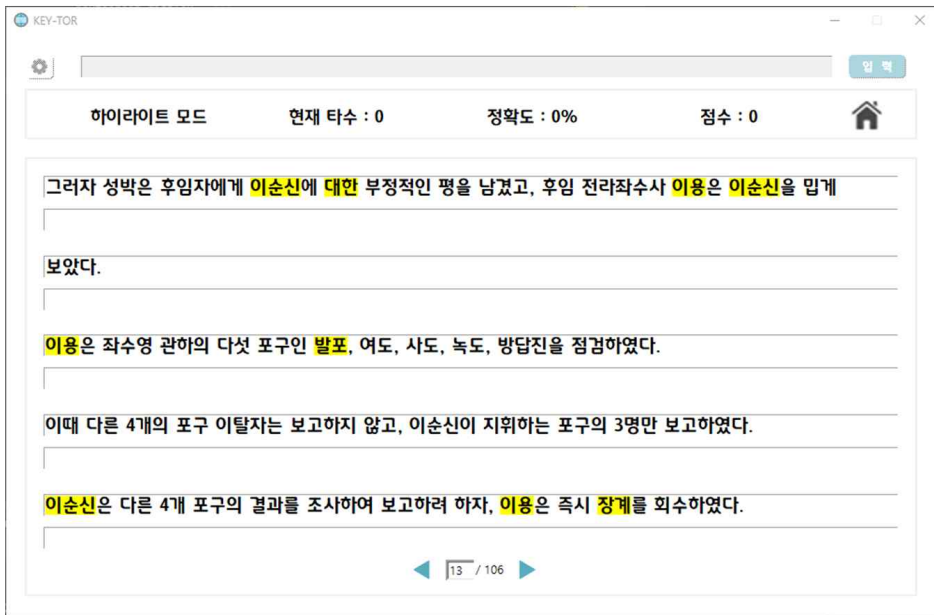 KEY-TOR
입 력
하이라이트 모드 현재 타수 : 0 정확도 : 0% 점수 : 0
그러자 성박은 후임자에게 이순신에 대한 부정적인 평을 남겼고, 후임 전라좌수사 이용은 이순신을 밉게
보았다.
이용은 좌수영 관하의 다섯 포구인 발포, 여도, 사도, 녹도, 방답진을 점검하였다.
이때 다른 4개의 포구 이탈자는 보고하지 않고, 이순신이 지휘하는 포구의 3명만 보고하였다.
이순신은 다른 4개 포구의 결과를 조사하여 보고하려 하자, 이용은 즉시 장계를 회수하였다.
13 / 106